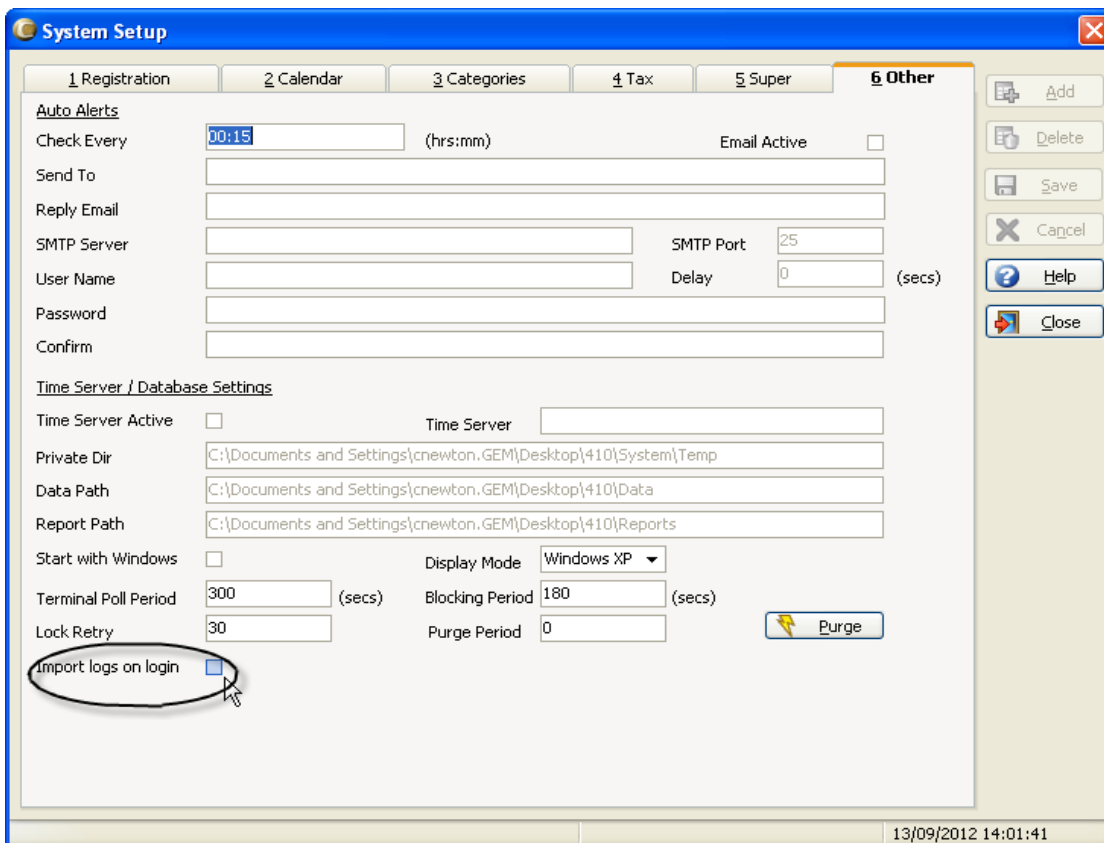 System Setup
1 Registration 2 Calendar 3 Categories 4 Tax 5 Super 6 Other
Auto Alerts
Check Every 00:15 (hrs:mm) Email Active
Send To
Reply Email
SMTP Server SMTP Port 25
User Name Delay 0 (secs)
Password
Confirm
Time Server / Database Settings
Time Server Active Time Server
Private Dir C:\Documents and Settings\cnewton.GEM\Desktop\410\System\Temp
Data Path C:\Documents and Settings\cnewton.GEM\Desktop\410\Data
Report Path C:\Documents and Settings\cnewton.GEM\Desktop\410\Reports
Start with Windows Display Mode Windows XP
Terminal Poll Period 300 (secs) Blocking Period 180 (secs)
Lock Retry 30 Purge Period 0 Purge
Import logs on login
Add
Delete
Save
Cancel
Help
Close
13/09/2012 14:01:41